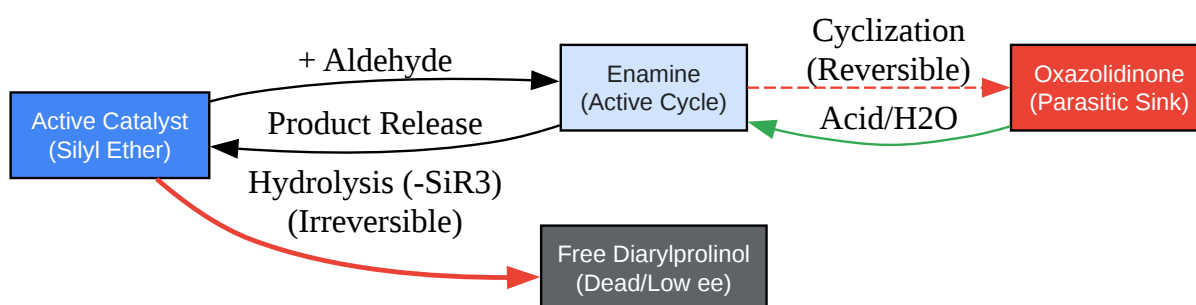 + Aldehyde
Active Catalyst
(Silyl Ether)
Product Release
Enamine
(Active Cycle)
Cyclization
(Reversible)
Acid/H2O
Oxazolidinone
(Parasitic Sink)
Hydrolysis (-SiR3)
(Irreversible)
Free Diarylprolinol
(Dead/Low ee)